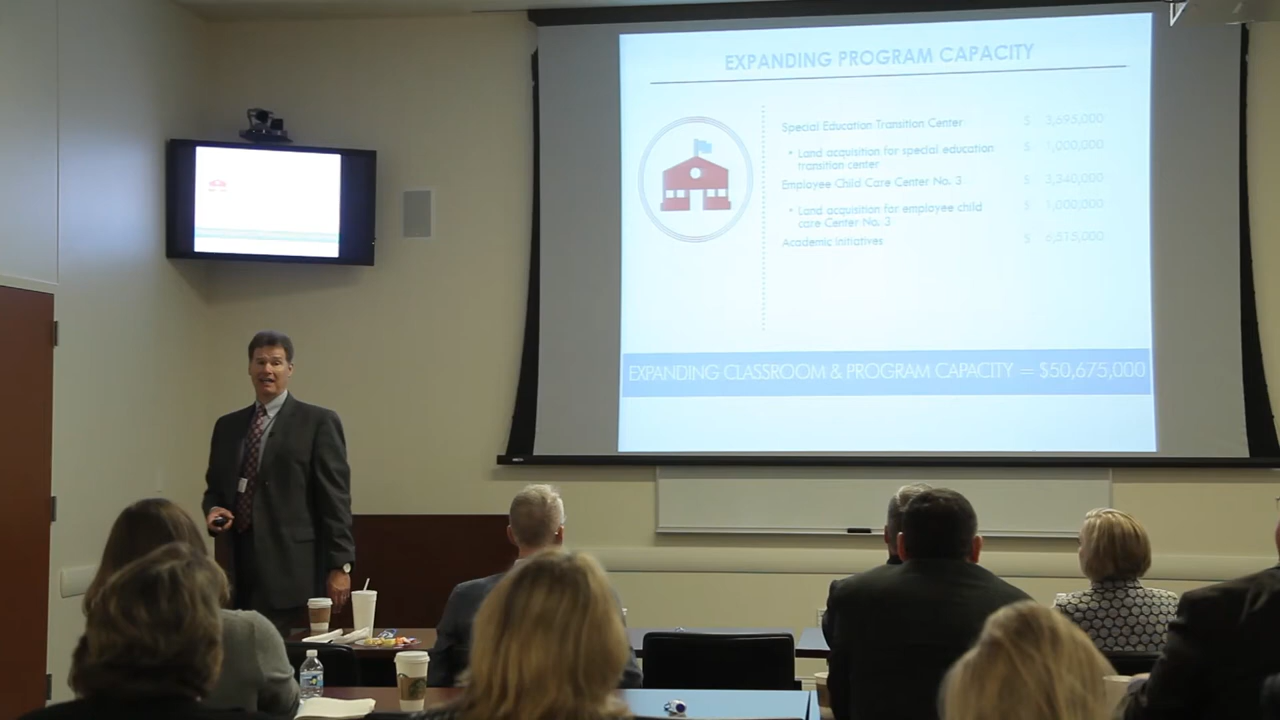 EXPANDING PROGRAM CAPACITY
Special Education Transition Center $ 3,695,000
• Land acquisition for special education $ 1,000,000
transition center
Employee Child Care Center No. 3 $ 2,340,000
• Land acquisition for employee child $ 1,000,000
care Center No. 3
Academic Initiatives $ 6,515,000
EXPANDING CLASSROOM & PROGRAM CAPACITY = $50,675,000